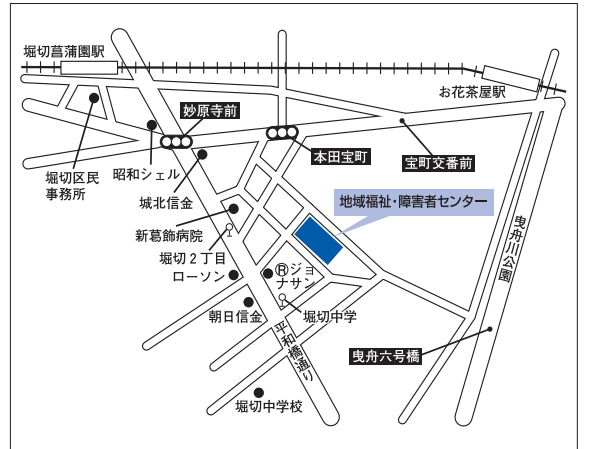 堀切菖蒲園駅
お花茶屋駅
妙原寺前
本田宝町
宝町交番前
堀切区民
事務所
昭和シェル
城北信金
地域福祉・障害者センター
新葛飾病院
堀切2丁目
ローソン
Ⓡジョ
ナサン
曳舟川公園
朝日信金
堀切中学
平和橋通り
曳舟六号橋
堀切中学校